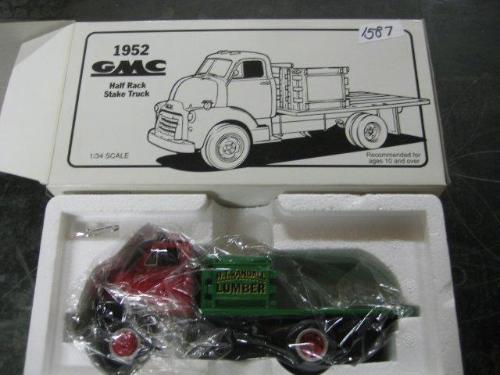 1587
1952
GMC
Half Rack
Stake Truck
1/34 SCALE
Recommended for
ages 10 and over
LUMBER